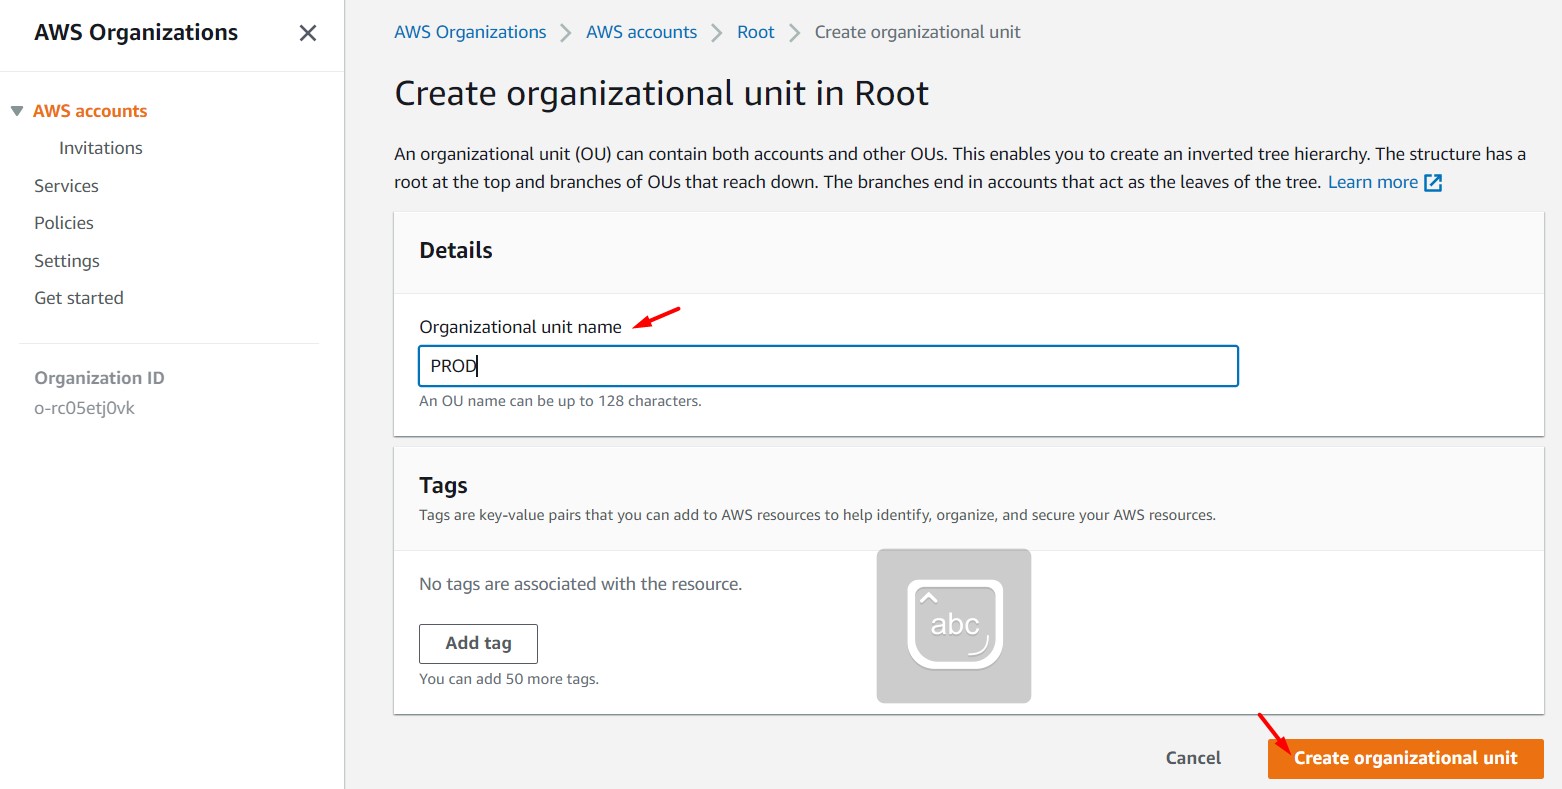 AWS Organizations
AWS accounts
Invitations
Services
Policies
Settings
Get started
Organization ID
o-rc05etj0vk
AWS Organizations > AWS accounts > Root > Create organizational unit
Create organizational unit in Root
An organizational unit (OU) can contain both accounts and other OUs. This enables you to create an inverted tree hierarchy. The structure has a
root at the top and branches of OUs that reach down. The branches end in accounts that act as the leaves of the tree. Learn more
Details
Organizational unit name
PROD
An OU name can be up to 128 characters.
Tags
Tags are key-value pairs that you can add to AWS resources to help identify, organize, and secure your AWS resources.
No tags are associated with the resource.
abc
Add tag
You can add 50 more tags.
Cancel
Create organizational unit